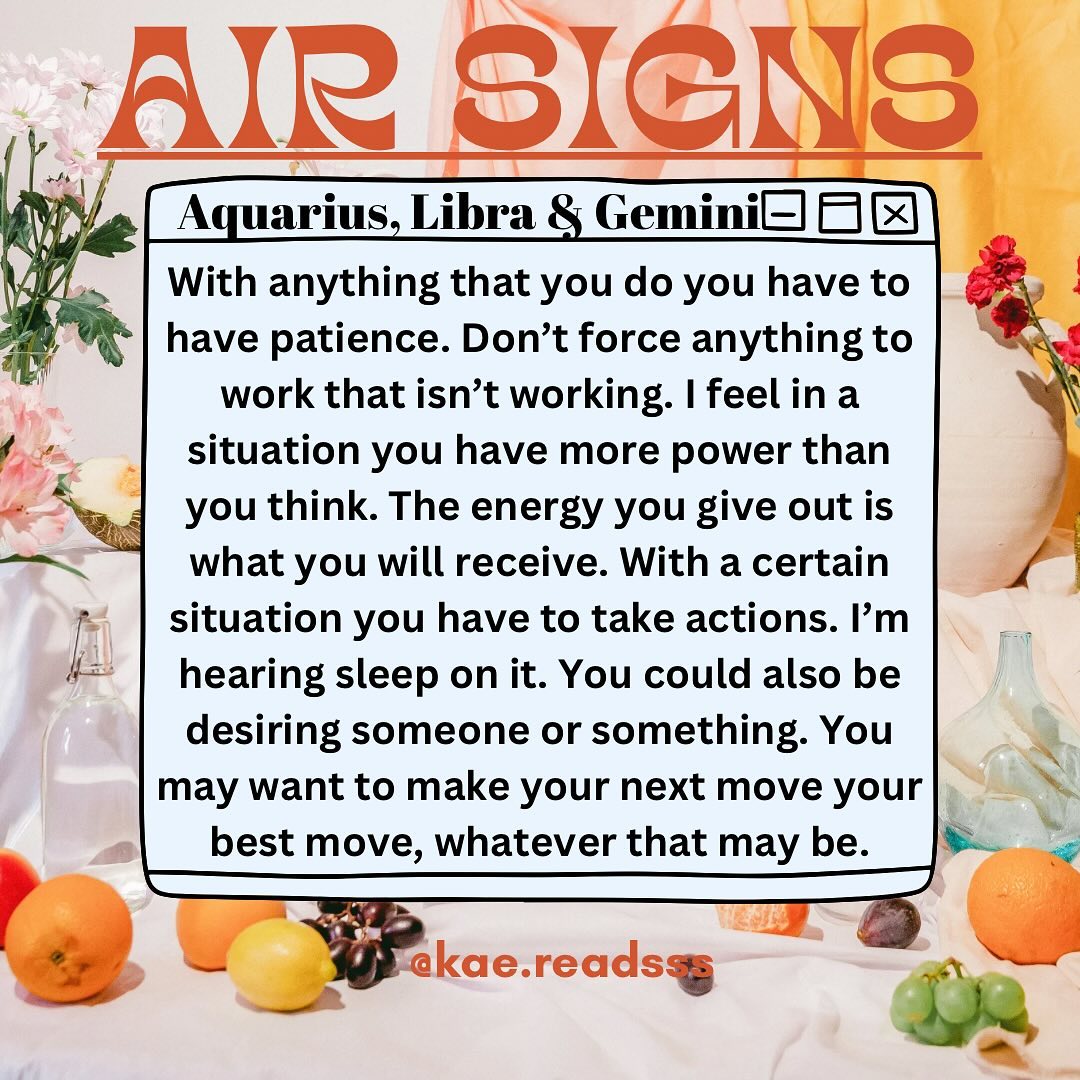 AIR SIGNS
Aquarius, Libra & Gemini
With anything that you do you have to
have patience. Don’t force anything to
work that isn’t working. I feel in a
situation you have more power than
you think. The energy you give out is
what you will receive. With a certain
situation you have to take actions. I’m
hearing sleep on it. You could also be
desiring someone or something. You
may want to make your next move your
best move, whatever that may be.
@kae.readsss